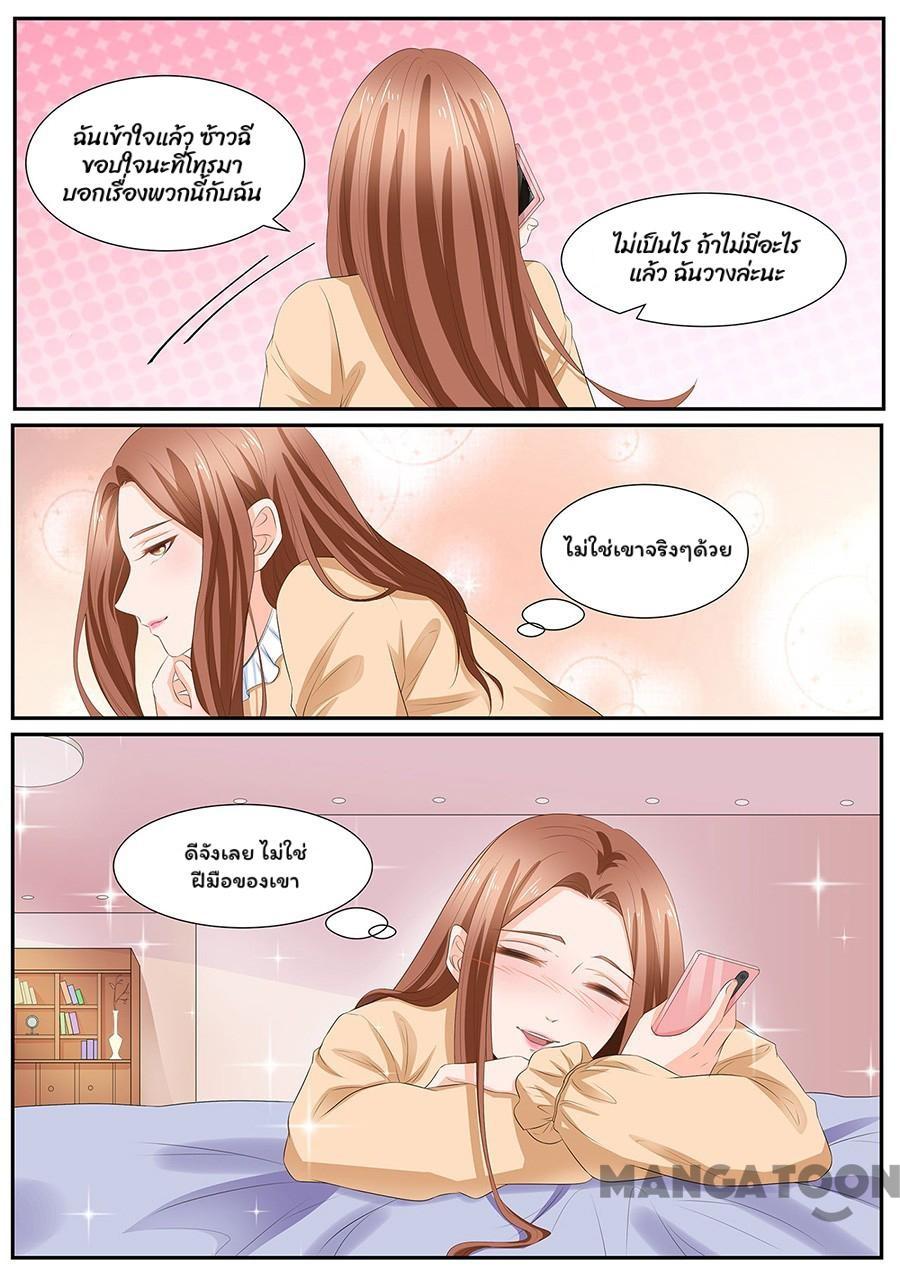 ฉันเข้าใจแล้ว ซ้าวฉี
ขอบใจนะที่โทรมา
บอกเรื่องพวกนี้กับฉัน
ไม่เป็นไร ถ้าไม่มีอะไร
แล้ว ฉันวางล่ะนะ
ไม่ใช่เขาจริงๆด้วย
ดีจังเลย ไม่ใช่
ฝีมือของเขา
MANGATOON